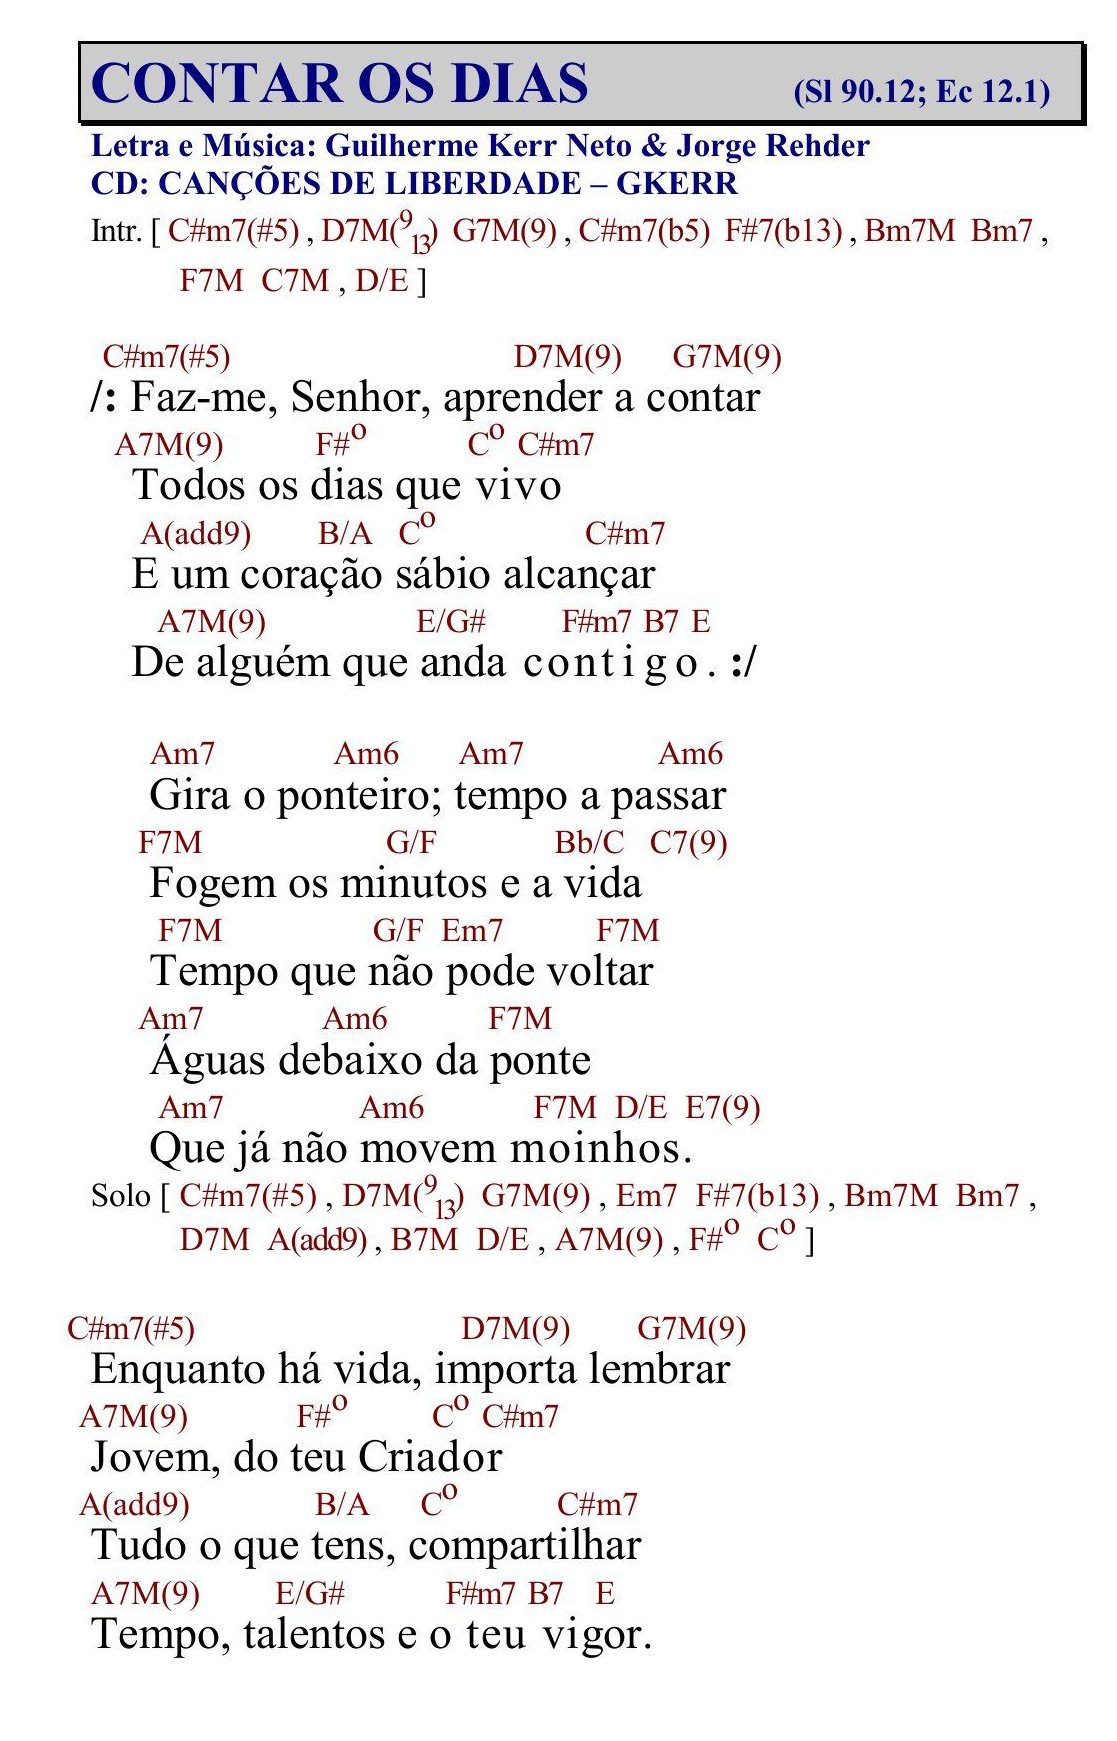 CONTAR OS DIAS (Sl 90.12; Ec 12.1)
Letra e Música: Guilherme Kerr Neto & Jorge Rehder
CD: CANÇÕES DE LIBERDADE – GKERR
Intr. [ C#m7(#5) , D7M(9 13) G7M(9) , C#m7(b5) F#7(b13) , Bm7M Bm7 ,
F7M C7M , D/E ]
C#m7(#5) D7M(9) G7M(9)
/: Faz-me, Senhor, aprender a contar
A7M(9) F#º Cº C#m7
Todos os dias que vivo
A(add9) B/A Cº C#m7
E um coração sábio alcançar
A7M(9) E/G# F#m7 B7 E
De alguém que anda contigo. :/
Am7 Am6 Am7 Am6
Gira o ponteiro; tempo a passar
F7M G/F Bb/C C7(9)
Fogem os minutos e a vida
F7M G/F Em7 F7M
Tempo que não pode voltar
Am7 Am6 F7M
Águas debaixo da ponte
Am7 Am6 F7M D/E E7(9)
Que já não movem moinhos.
Solo [ C#m7(#5) , D7M(9 13) G7M(9) , Em7 F#7(b13) , Bm7M Bm7 ,
D7M A(add9) , B7M D/E , A7M(9) , F#º Cº ]
C#m7(#5) D7M(9) G7M(9)
Enquanto há vida, importa lembrar
A7M(9) F#º Cº C#m7
Jovem, do teu Criador
A(add9) B/A Cº C#m7
Tudo o que tens, compartilhar
A7M(9) E/G# F#m7 B7 E
Tempo, talentos e o teu vigor.